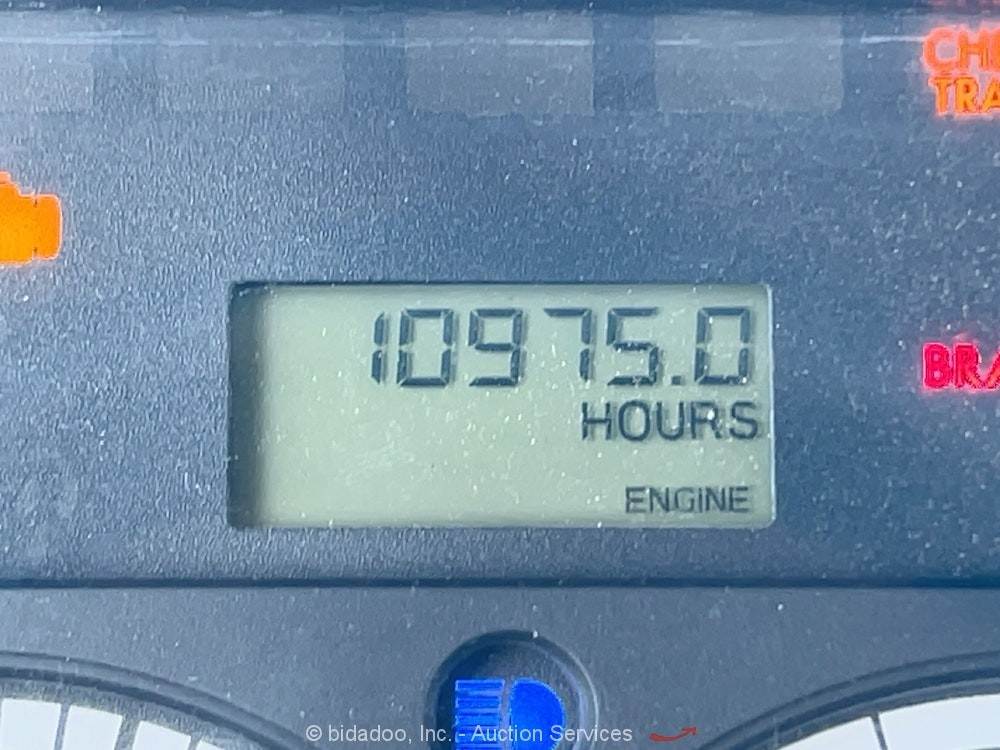 10975.0
HOURS
ENGINE
© bidadoo, Inc. - Auction Services